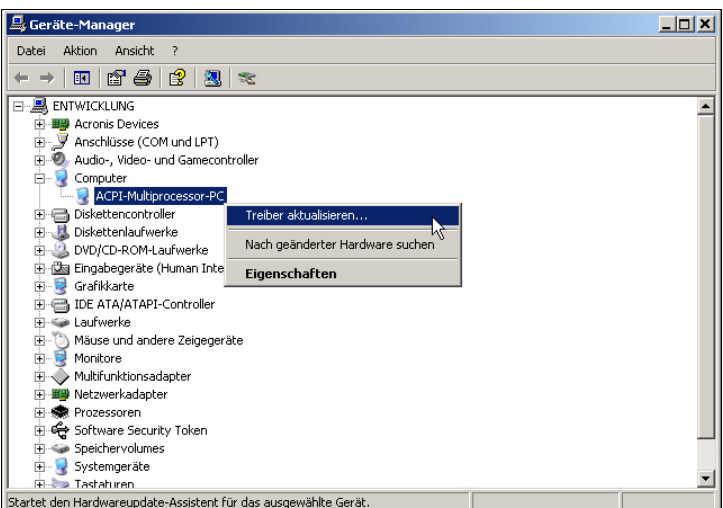 Geräte-Manager
Datei Aktion Ansicht ?
ENTWICKLUNG
Acronis Devices
Anschlüsse (COM und LPT)
Audio-, Video- und Gamecontroller
Computer
ACPI-Multiprocessor-PC
Diskettencontroller
Diskettenlaufwerke
DVD/CD-ROM-Laufwerke
Eingabegeräte (Human Inte
Grafikkarte
IDE ATA/ATAPI-Controller
Laufwerke
Mäuse und andere Zeigegeräte
Monitore
Multifunktionsadapter
Netzwerkadapter
Prozessoren
Software Security Token
Speichervolumes
Systemgeräte
Tastaturen
Treiber aktualisieren...
Nach geänderter Hardware suchen
Eigenschaften
Startet den Hardwareupdate-Assistent für das ausgewählte Gerät.